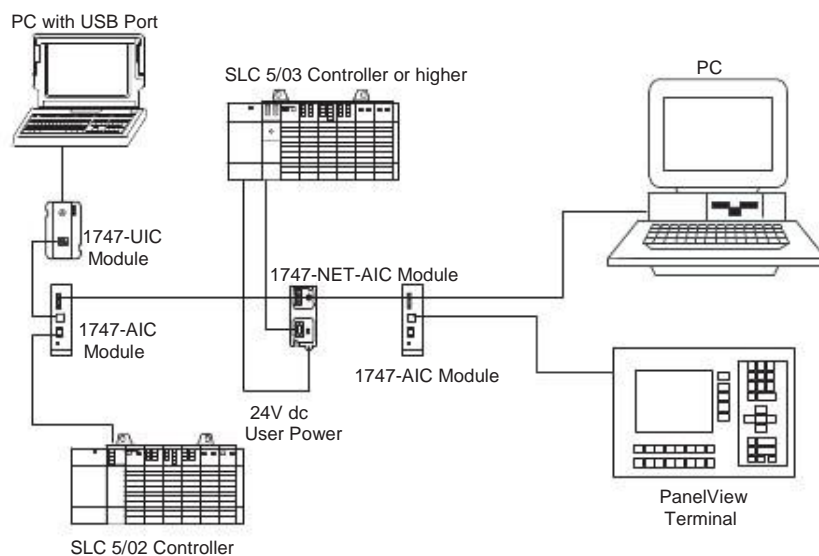 PC with USB Port
SLC 5/03 Controller or higher
PC
1747-UIC
Module
1747-NET-AIC Module
1747-AIC
Module
1747-AIC Module
24V dc
User Power
PanelView
Terminal
SLC 5/02 Controller